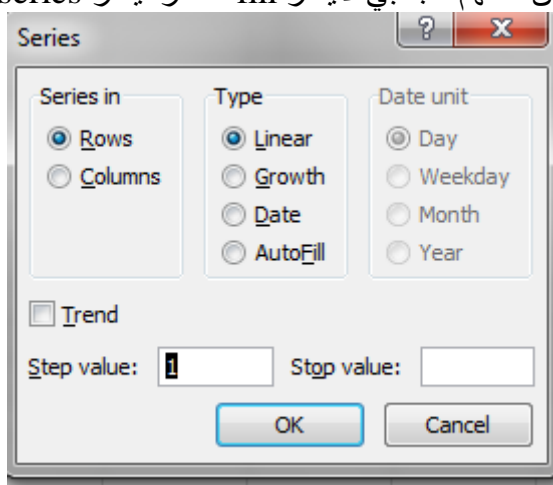 series
Series
Series in
Type
Date unit
Rows
Linear
Day
Columns
Growth
Weekday
Date
Month
AutoFill
Year
Trend
Step value: 1
Stop value:
OK
Cancel